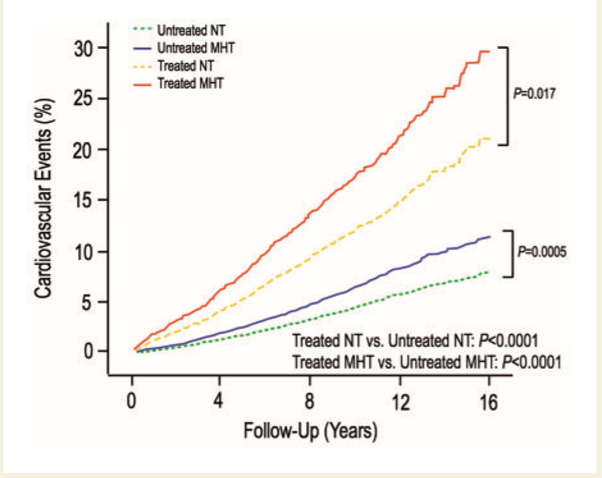 Untreated NT
Untreated MHT
Treated NT
Treated MHT
Cardiovascular Events (%)
30
25
20
15
10
5
0
P=0.017
P=0.0005
Treated NT vs. Untreated NT: P<0.0001
Treated MHT vs. Untreated MHT: P<0.0001
0 4 8 12 16
Follow-Up (Years)